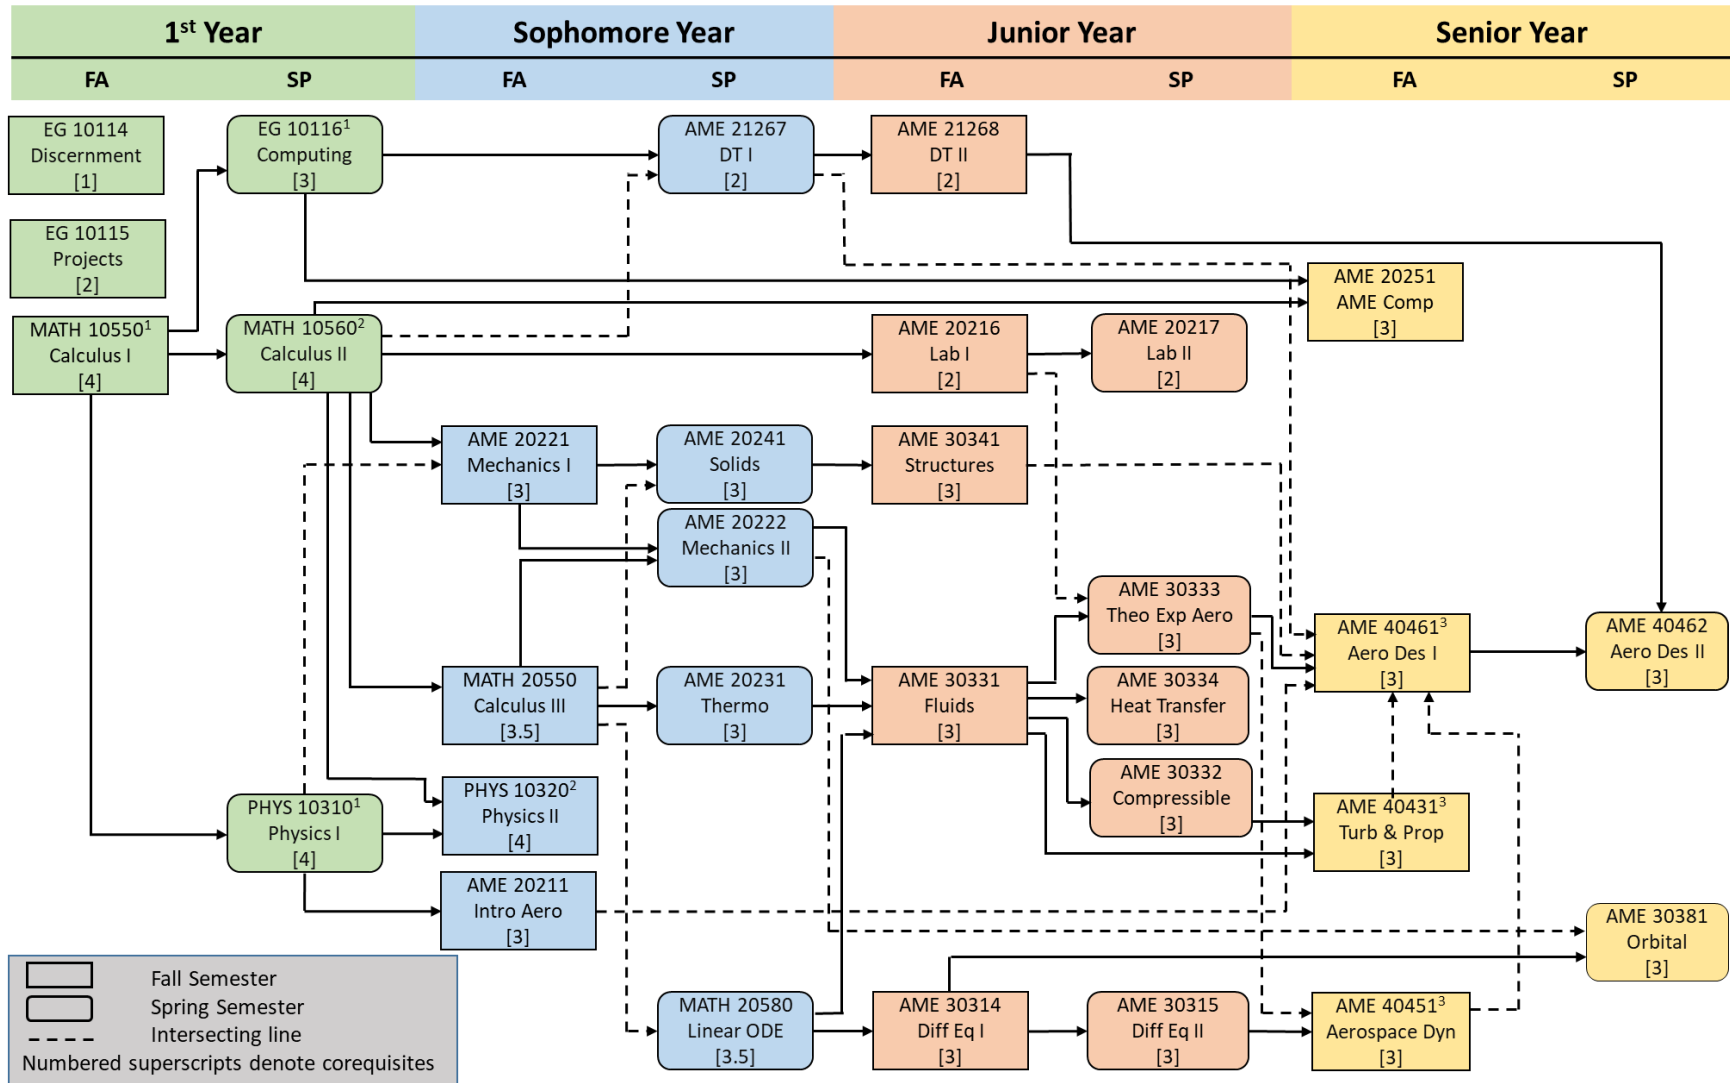 1st Year
Sophomore Year
Junior Year
Senior Year
FA
SP
FA
SP
FA
SP
FA
SP
EG 10114
Discernment
[1]
EG 10116¹
Computing
[3]
AME 21267
DT I
[2]
AME 21268
DT II
[2]
EG 10115
Projects
[2]
AME 20251
AME Comp
[3]
MATH 10550¹
Calculus I
[4]
MATH 10560²
Calculus II
[4]
AME 20216
Lab I
[2]
AME 20217
Lab II
[2]
AME 20221
Mechanics I
[3]
AME 20241
Solids
[3]
AME 30341
Structures
[3]
AME 20222
Mechanics II
[3]
AME 30333
Theo Exp Aero
[3]
AME 40461³
Aero Des I
[3]
AME 40462
Aero Des II
[3]
MATH 20550
Calculus III
[3.5]
AME 20231
Thermo
[3]
AME 30331
Fluids
[3]
AME 30334
Heat Transfer
[3]
PHYS 10310¹
Physics I
[4]
PHYS 10320²
Physics II
[4]
AME 30332
Compressible
[3]
AME 40431³
Turb & Prop
[3]
AME 20211
Intro Aero
[3]
AME 30381
Orbital
[3]
MATH 20580
Linear ODE
[3.5]
AME 30314
Diff Eq I
[3]
AME 30315
Diff Eq II
[3]
AME 40451³
Aerospace Dyn
[3]
Fall Semester
Spring Semester
Intersecting line
Numbered superscripts denote corequisites